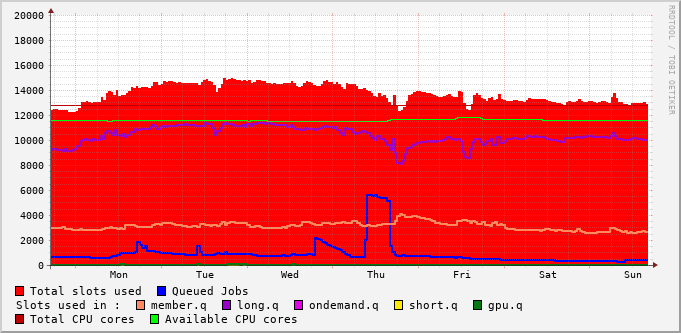 20000
18000
16000
14000
12000
10000
8000
6000
4000
2000
0
Mon Tue Wed Thu Fri Sat Sun
RRDTOOL / TOBI OETIKER
Total slots used Queued Jobs
Slots used in : member.q long.q ondemand.q short.q gpu.q
Total CPU cores Available CPU cores